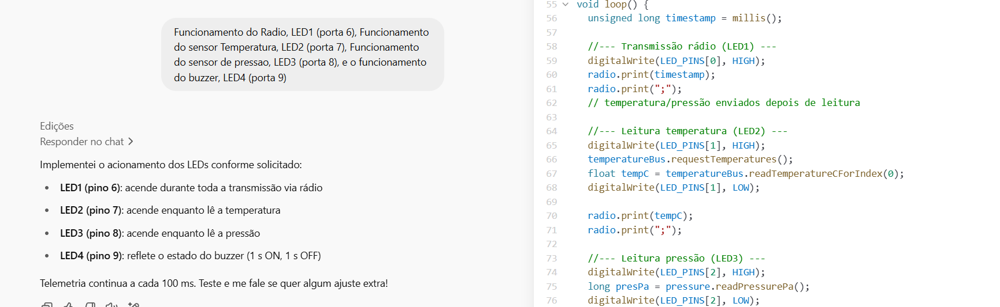 Funcionamento do Radio, LED1 (porta 6), Funcionamento
do sensor Temperatura, LED2 (porta 7), Funcionamento
do sensor de pressao, LED3 (porta 8), e o funcionamento
do buzzer, LED4 (porta 9)
Edições
Responder no chat
Implementei o acionamento dos LEDs conforme solicitado:
• LED1 (pino 6): acende durante toda a transmissão via rádio
• LED2 (pino 7): acende enquanto lê a temperatura
• LED3 (pino 8): acende enquanto lê a pressão
• LED4 (pino 9): reflete o estado do buzzer (1 s ON, 1 s OFF)
Telemetria continua a cada 100 ms. Teste e me fale se quer algum ajuste extra!
55 void loop() {
56 unsigned long timestamp = millis();
57
58 //--- Transmissão rádio (LED1) ---
59 digitalWrite(LED_PINS[0], HIGH);
60 radio.print(timestamp);
61 radio.print(";");
62 // temperatura/pressão enviados depois de leitura
63
64 //--- Leitura temperatura (LED2) ---
65 digitalWrite(LED_PINS[1], HIGH);
66 temperatureBus.requestTemperatures();
67 float tempC = temperatureBus.readTemperatureCForIndex(0);
68 digitalWrite(LED_PINS[1], LOW);
69
70 radio.print(tempC);
71 radio.print(";");
72
73 //--- Leitura pressão (LED3) ---
74 digitalWrite(LED_PINS[2], HIGH);
75 long presPa = pressure.readPressurePa();
76 digitalWrite(LED_PINS[2], LOW);